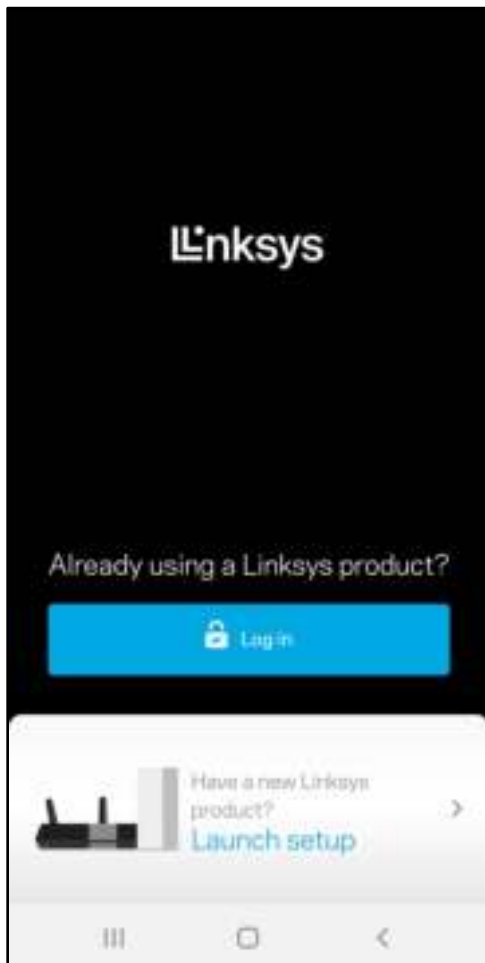 Linksys
Already using a Linksys product?
Log in
Have a new Linksys
product?
Launch setup